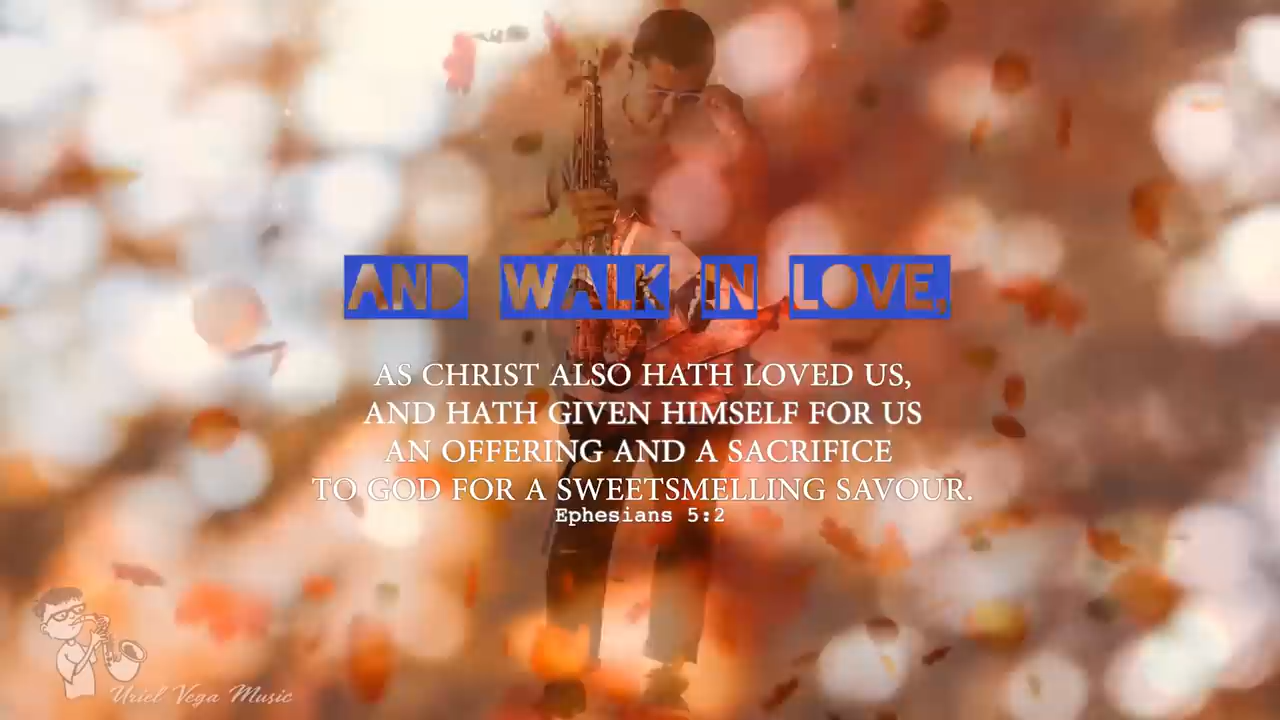 AND WALK IN LOVE,
AS CHRIST ALSO HATH LOVED US,
AND HATH GIVEN HIMSELF FOR US
AN OFFERING AND A SACRIFICE
TO GOD FOR A SWEETSMELLING SAVOUR.
Ephesians 5:2
Uriel Vega Music